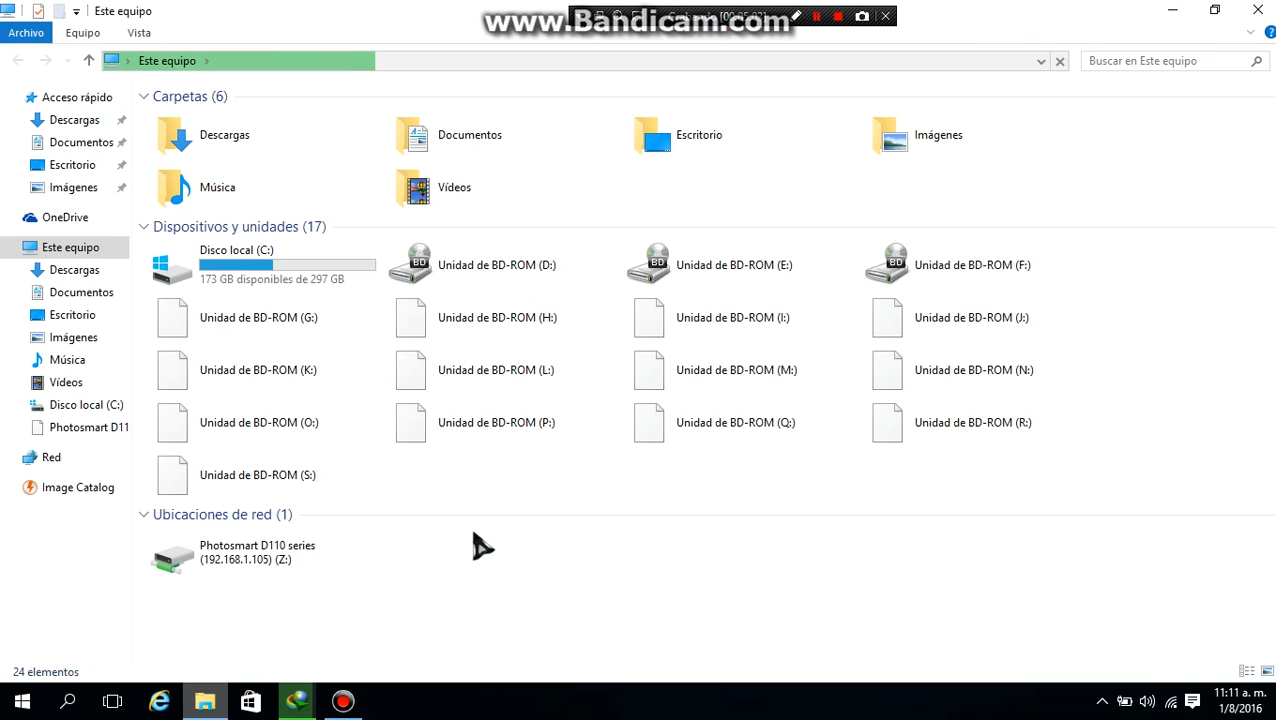 Este equipo
www.Bandicam.com
Archivo
Equipo
Vista
Este equipo
Buscar en Este equipo
Acceso rápido
Descargas
Documentos
Escritorio
Imágenes
OneDrive
Este equipo
Descargas
Documentos
Escritorio
Imágenes
Música
Vídeos
Disco local (C:)
Photosmart D11
Red
Image Catalog
Carpetas (6)
Descargas
Documentos
Escritorio
Imágenes
Música
Vídeos
Dispositivos y unidades (17)
Disco local (C:)
173 GB disponibles de 297 GB
Unidad de BD-ROM (D:)
Unidad de BD-ROM (E:)
Unidad de BD-ROM (F:)
Unidad de BD-ROM (G:)
Unidad de BD-ROM (H:)
Unidad de BD-ROM (I:)
Unidad de BD-ROM (J:)
Unidad de BD-ROM (K:)
Unidad de BD-ROM (L:)
Unidad de BD-ROM (M:)
Unidad de BD-ROM (N:)
Unidad de BD-ROM (O:)
Unidad de BD-ROM (P:)
Unidad de BD-ROM (Q:)
Unidad de BD-ROM (R:)
Unidad de BD-ROM (S:)
Ubicaciones de red (1)
Photosmart D110 series
(192.168.1.105) (Z:)
24 elementos
11:11 a. m.
1/8/2016